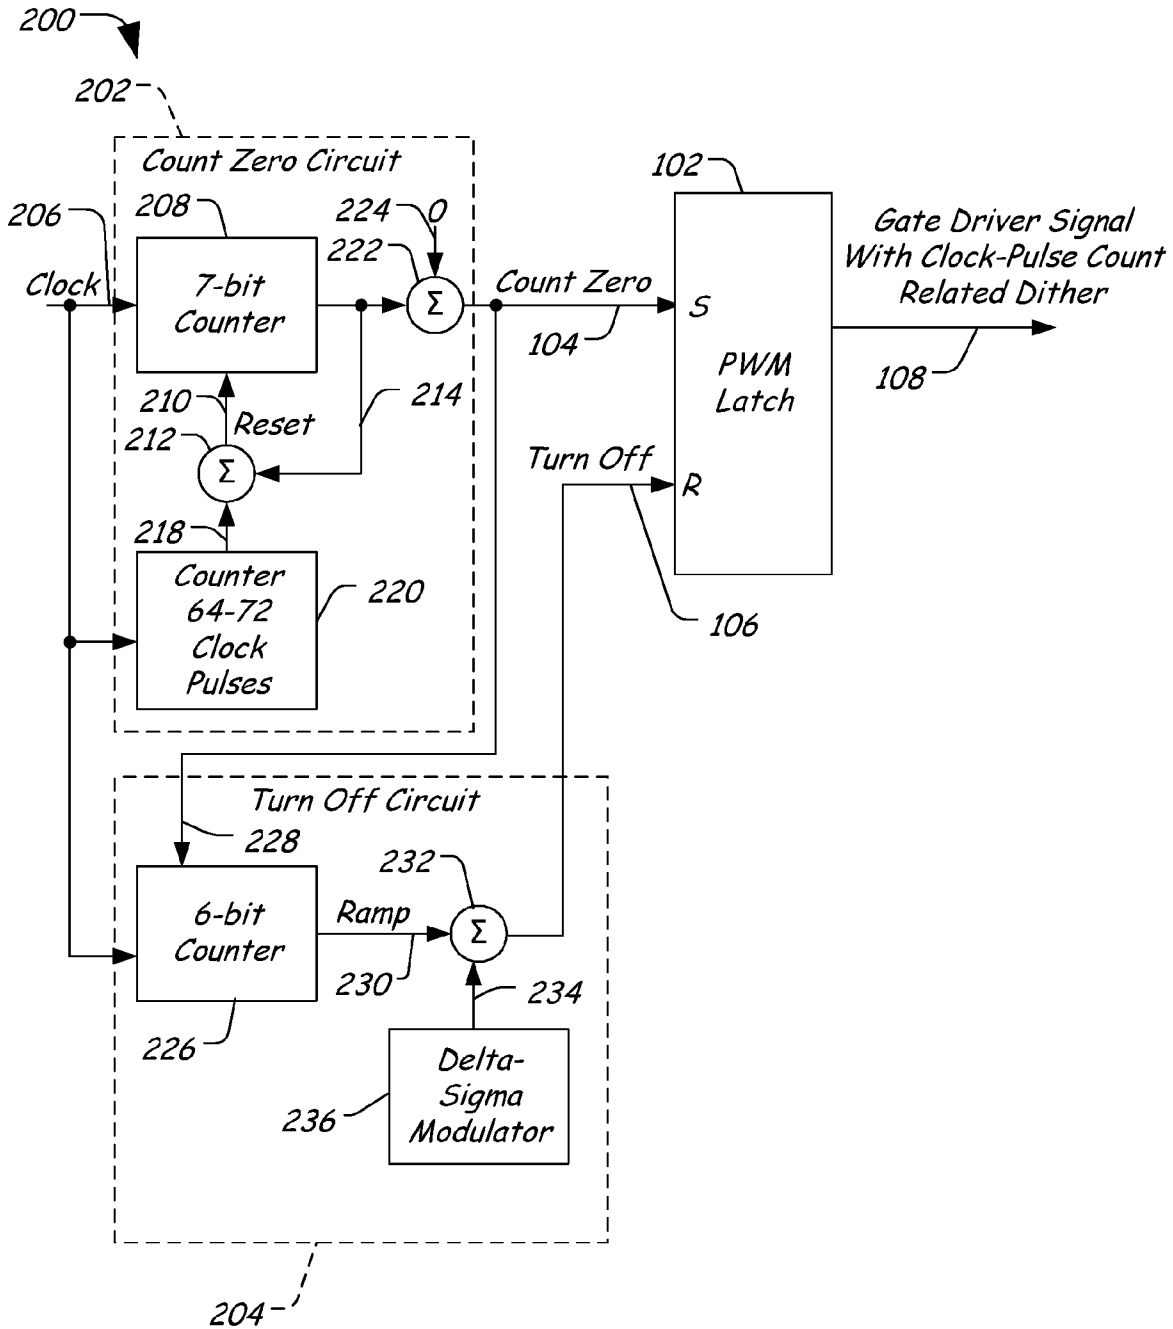 200
202
Count Zero Circuit
206
208
224
0
222
Clock
7-bit
Counter
Σ
Count Zero
104
210
Reset
214
212
Σ
218
Counter
64-72
Clock
Pulses
220
102
S
PWM
Latch
R
Turn Off
106
Gate Driver Signal
With Clock-Pulse Count
Related Dither
108
Turn Off Circuit
228
6-bit
Counter
226
Ramp
230
232
Σ
234
Delta-
Sigma
Modulator
236
204